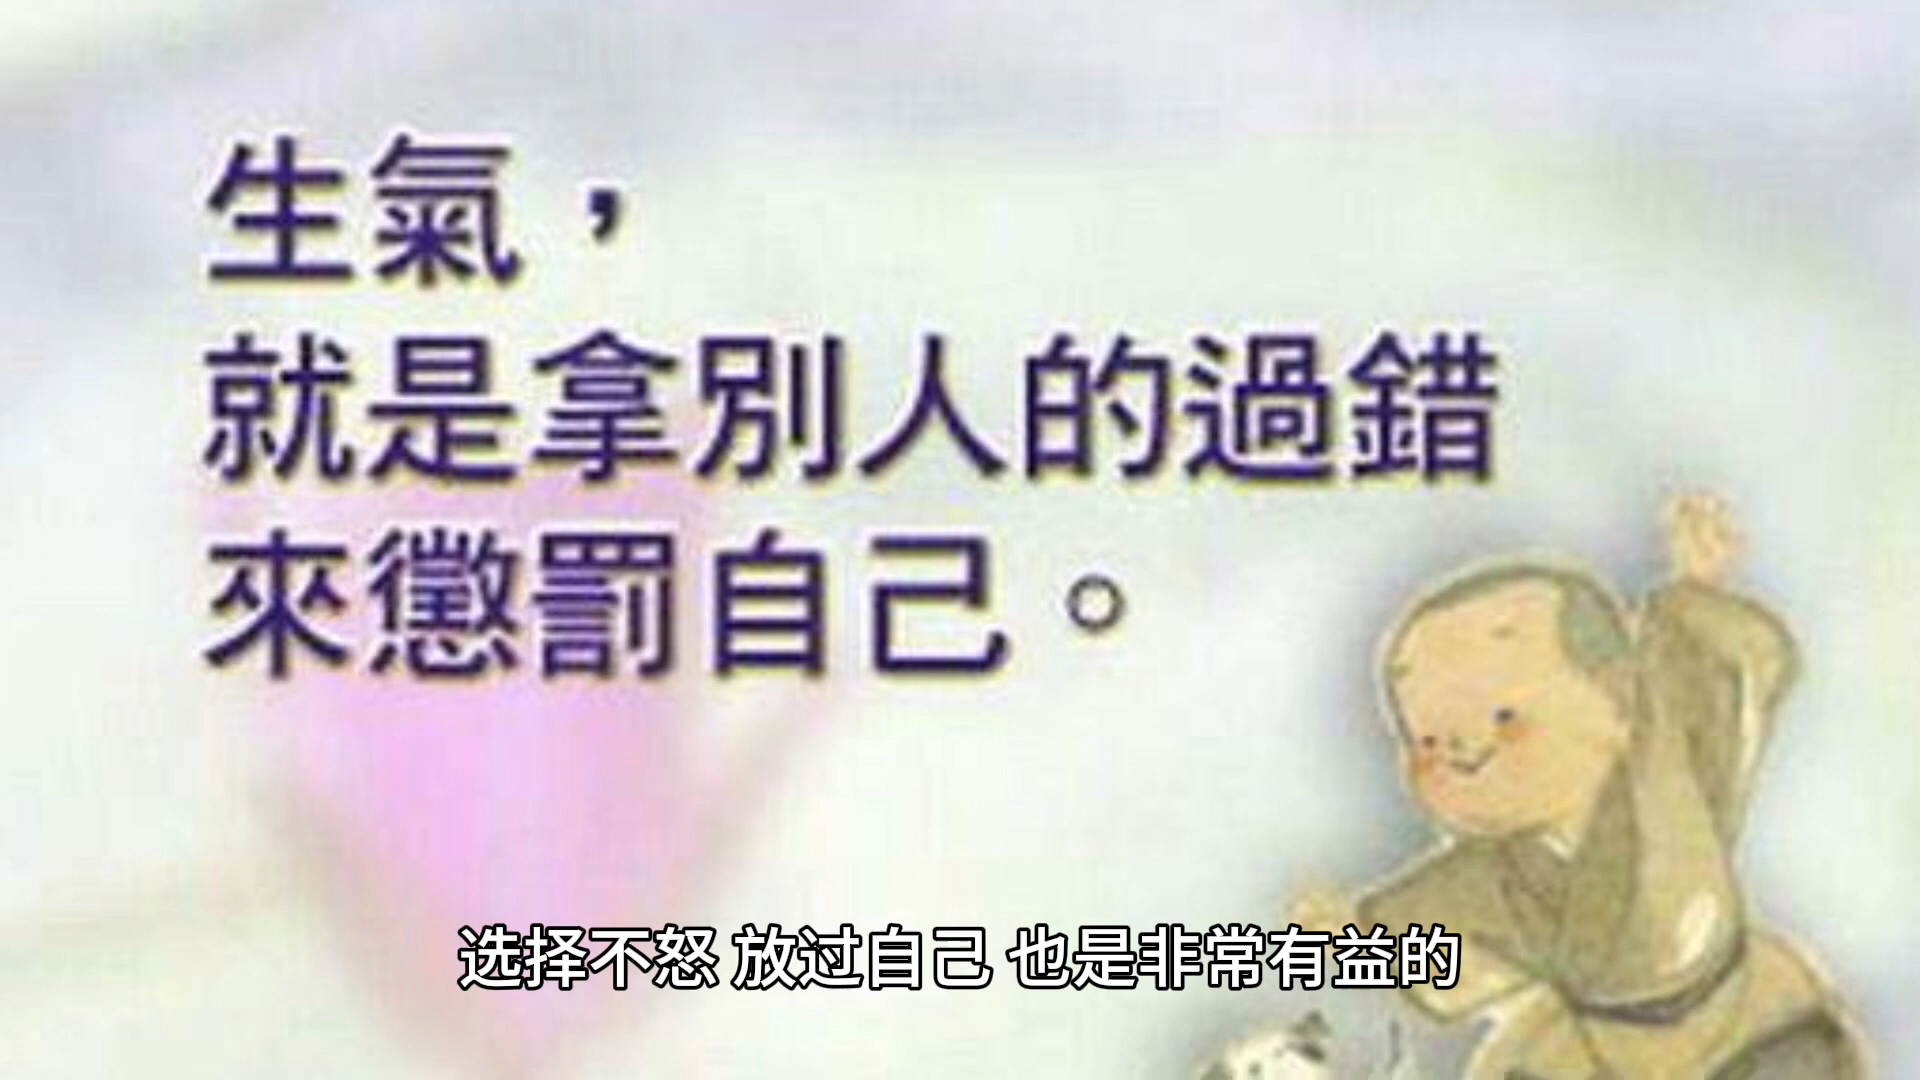 生氣，
就是拿別人的過錯
來懲罰自己。
选择不怒 放过自己 也是非常有益的